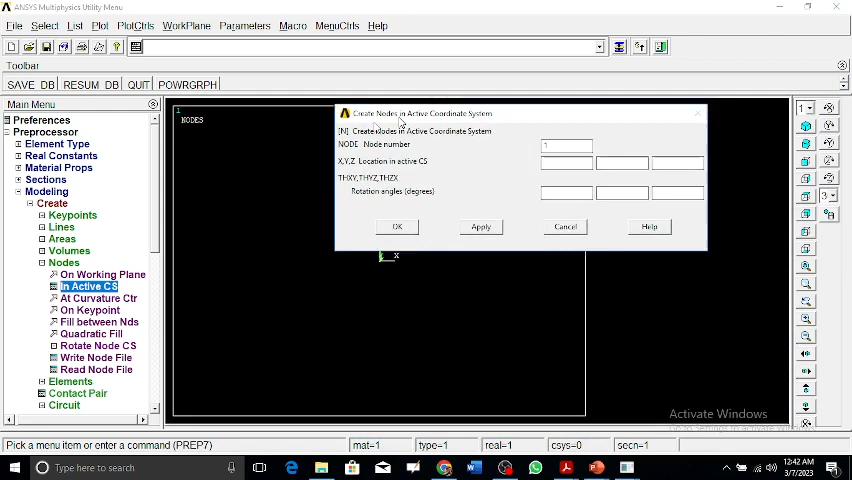 ANSYS Multiphysics Utility Menu
File Select List Plot PlotCtrls WorkPlane Parameters Macro MenuCtrls Help
Toolbar
SAVE_DB RESUM_DB QUIT POWRGRPH
Main Menu
Preferences
Preprocessor
Element Type
Real Constants
Material Props
Sections
Modeling
Create
Keypoints
Lines
Areas
Volumes
Nodes
On Working Plane
In Active CS
At Curvature Ctr
On Keypoint
Fill between Nds
Quadratic Fill
Rotate Node CS
Write Node File
Read Node File
Elements
Contact Pair
Circuit
1
NODES
Create Nodes in Active Coordinate System
[N] Create Nodes in Active Coordinate System
NODE Node number
1
X,Y,Z Location in active CS
THXY,THYZ,THZX
Rotation angles (degrees)
OK Apply Cancel Help
X
1
3
Activate Windows
Pick a menu item or enter a command (PREP7) mat=1 type=1 real=1 csys=0 secn=1
Type here to search
12:42 AM
3/7/2023